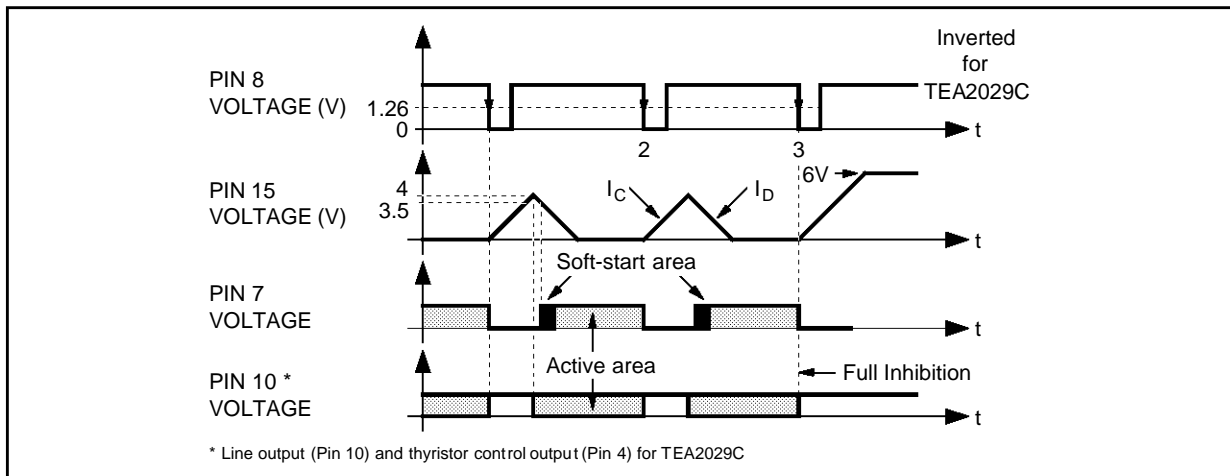 Inverted
for
TEA2029C
PIN 8
VOLTAGE (V)
1.26
0
t
2
3
PIN 15
VOLTAGE (V)
4
3.5
I_C
I_D
6V
t
Soft-start area
PIN 7
VOLTAGE
t
Active area
Full Inhibition
PIN 10 *
VOLTAGE
t
* Line output (Pin 10) and thyristor control output (Pin 4) for TEA2029C